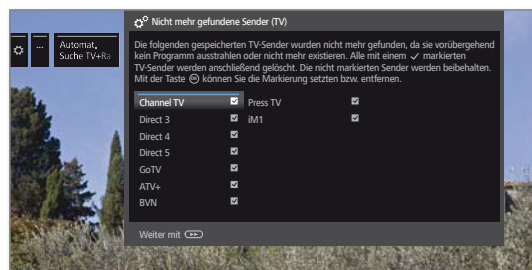 Nicht mehr gefundene Sender (TV)
...
Automat,
Suche TV+Ra
Die folgenden gespeicherten TV-Sender wurden nicht mehr gefunden, da sie vorübergehend
kein Programm ausstrahlen oder nicht mehr existieren. Alle mit einem ✓ markierten
TV-Sender werden anschließend gelöscht. Die nicht markierten Sender werden beibehalten.
Mit der Taste OK können Sie die Markierung setzten bzw. entfernen.
Channel TV
Direct 3
Direct 4
Direct 5
GoTV
ATV+
BVN
Press TV
iM1
Weiter mit